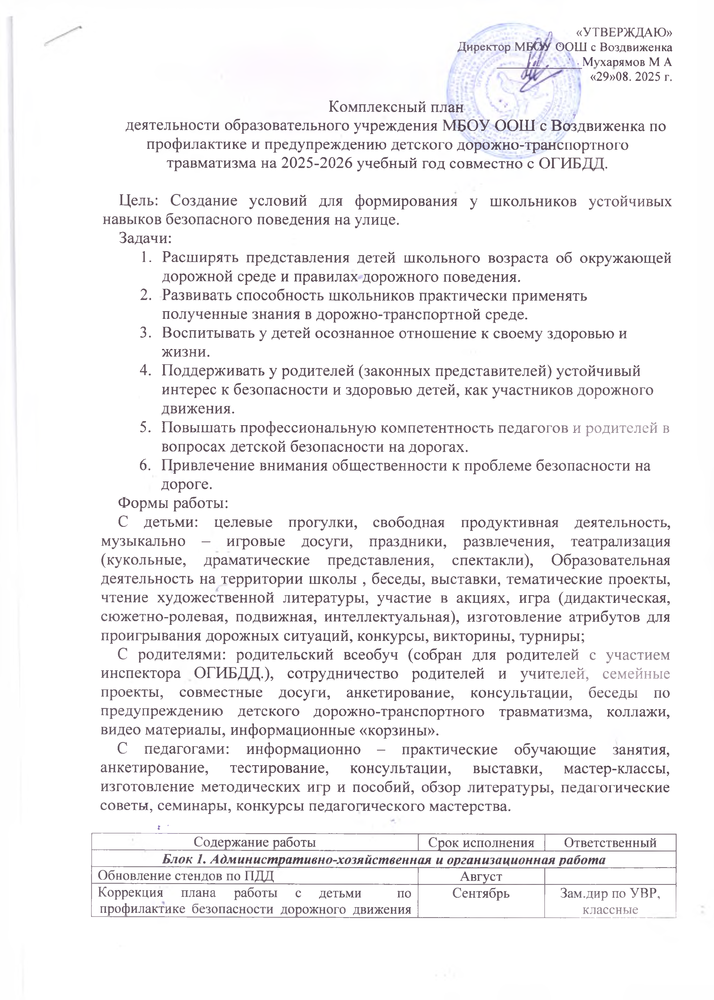 «УТВЕРЖДАЮ»
Директор МБОУ ООШ с Воздвиженка
Мухарямов М А
«29»08. 2025 г.
Комплексный план
деятельности образовательного учреждения МБОУ ООШ с Воздвиженка по
профилактике и предупреждению детского дорожно-транспортного
травматизма на 2025-2026 учебный год совместно с ОГИБДД.
Цель: Создание условий для формирования у школьников устойчивых
навыков безопасного поведения на улице.
Задачи:
1. Расширять представления детей школьного возраста об окружающей
дорожной среде и правилах дорожного поведения.
2. Развивать способность школьников практически применять
полученные знания в дорожно-транспортной среде.
3. Воспитывать у детей осознанное отношение к своему здоровью и
жизни.
4. Поддерживать у родителей (законных представителей) устойчивый
интерес к безопасности и здоровью детей, как участников дорожного
движения.
5. Повышать профессиональную компетентность педагогов и родителей в
вопросах детской безопасности на дорогах.
6. Привлечение внимания общественности к проблеме безопасности на
дороге.
Формы работы:
С детьми: целевые прогулки, свободная продуктивная деятельность,
музыкально – игровые досуги, праздники, развлечения, театрализация
(кукольные, драматические представления, спектакли), Образовательная
деятельность на территории школы , беседы, выставки, тематические проекты,
чтение художественной литературы, участие в акциях, игра (дидактическая,
сюжетно-ролевая, подвижная, интеллектуальная), изготовление атрибутов для
проигрывания дорожных ситуаций, конкурсы, викторины, турниры;
С родителями: родительский всеобуч (собран для родителей с участием
инспектора ОГИБДД.), сотрудничество родителей и учителей, семейные
проекты, совместные досуги, анкетирование, консультации, беседы по
предупреждению детского дорожно-транспортного травматизма, коллажи,
видео материалы, информационные «корзины».
С педагогами: информационно – практические обучающие занятия,
анкетирование, тестирование, консультации, выставки, мастер-классы,
изготовление методических игр и пособий, обзор литературы, педагогические
советы, семинары, конкурсы педагогического мастерства.
Содержание работы Срок исполнения Ответственный
Блок 1. Административно-хозяйственная и организационная работа
Обновление стендов по ПДД Август
Коррекция плана работы с детьми по Сентябрь Зам.дир по УВР,
профилактике безопасности дорожного движения классные